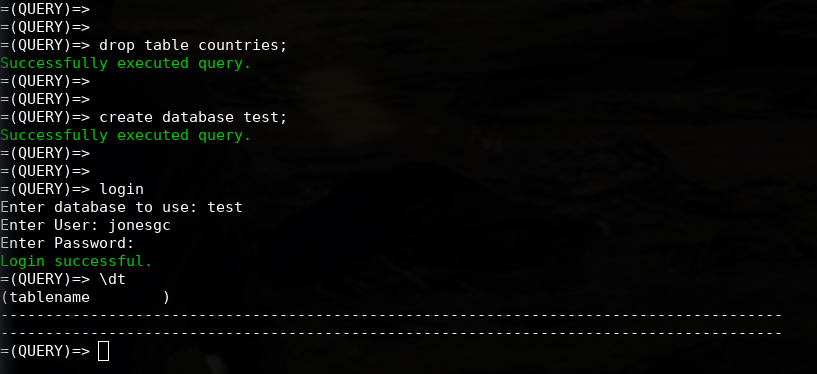 =(QUERY)=>
=(QUERY)=>
=(QUERY)=> drop table countries;
Successfully executed query.
=(QUERY)=>
=(QUERY)=>
=(QUERY)=> create database test;
Successfully executed query.
=(QUERY)=>
=(QUERY)=>
=(QUERY)=> login
Enter database to use: test
Enter User: jonesgc
Enter Password:
Login successful.
=(QUERY)=> \dt
(tablename        )
---------------------------------------------------------------------------------------
---------------------------------------------------------------------------------------
=(QUERY)=>